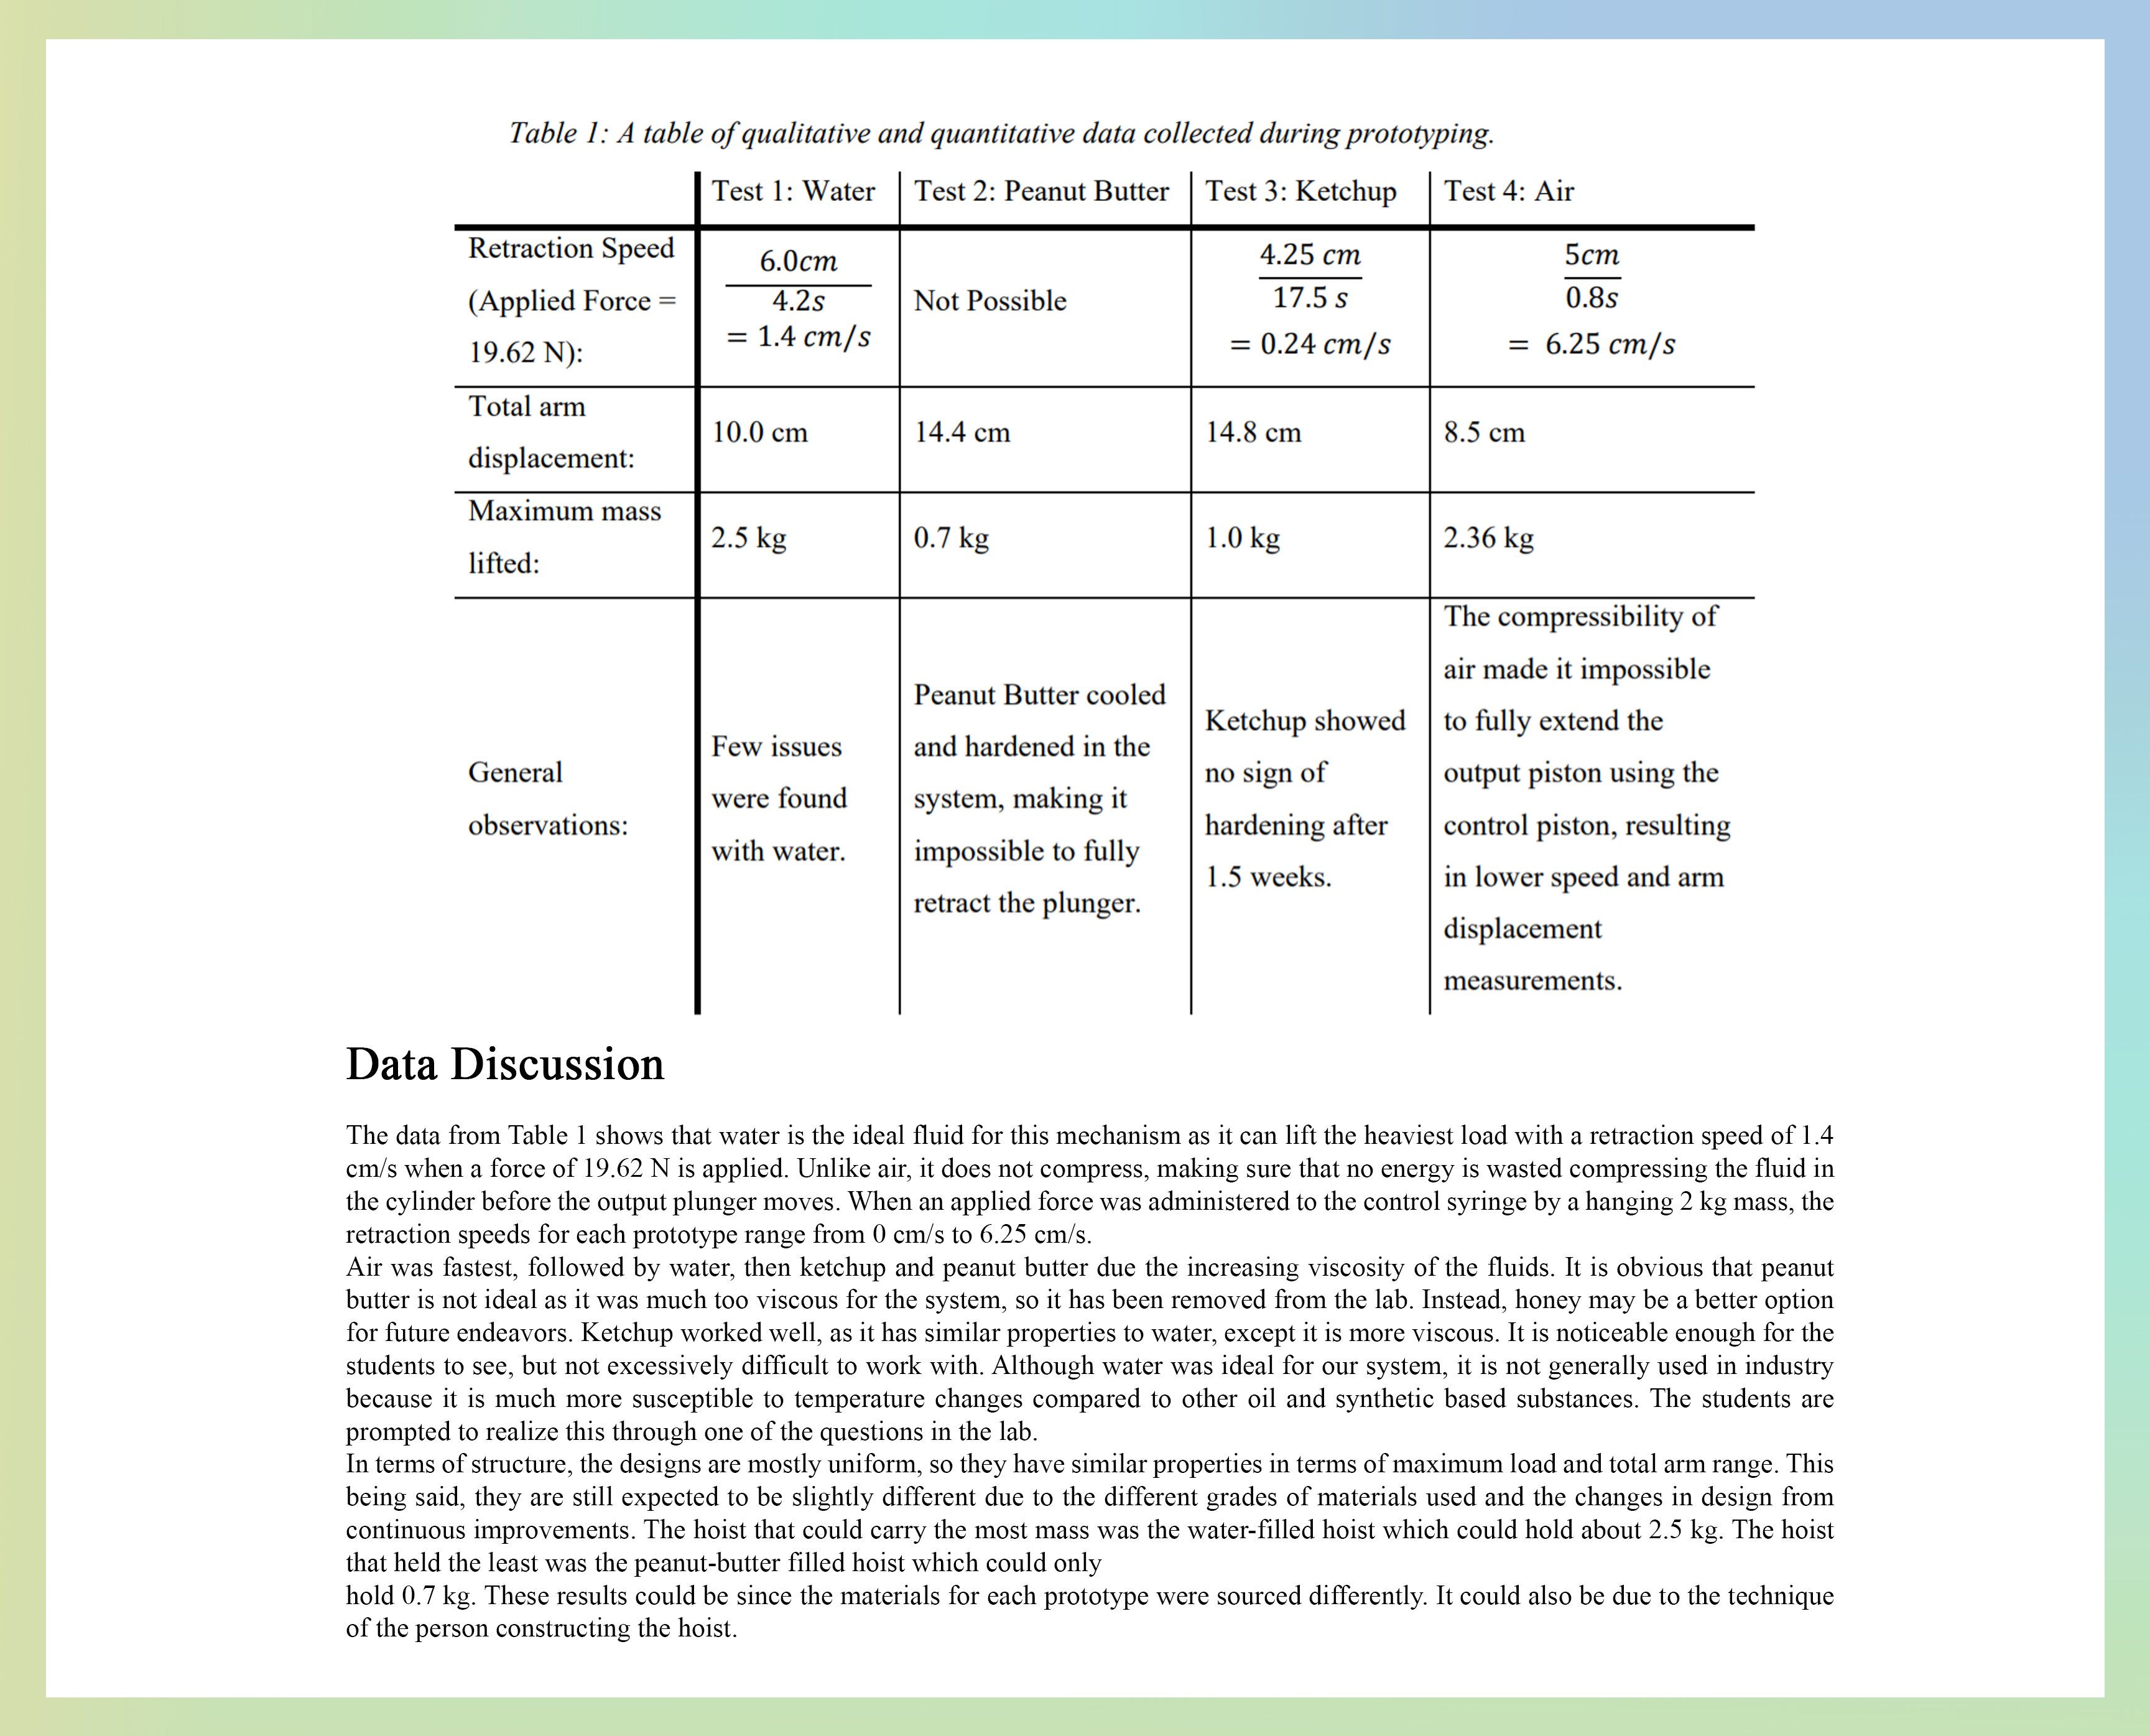 Table 1: A table of qualitative and quantitative data collected during prototyping.
Test 1: Water
Test 2: Peanut Butter
Test 3: Ketchup
Test 4: Air
Retraction Speed
(Applied Force =
19.62 N):
6.0cm
4.2s
= 1.4 cm/s
Not Possible
4.25 cm
17.5 s
= 0.24 cm/s
5cm
0.8s
= 6.25 cm/s
Total arm
displacement:
10.0 cm
14.4 cm
14.8 cm
8.5 cm
Maximum mass
lifted:
2.5 kg
0.7 kg
1.0 kg
2.36 kg
General
observations:
Few issues
were found
with water.
Peanut Butter cooled
and hardened in the
system, making it
impossible to fully
retract the plunger.
Ketchup showed
no sign of
hardening after
1.5 weeks.
The compressibility of
air made it impossible
to fully extend the
output piston using the
control piston, resulting
in lower speed and arm
displacement
measurements.
Data Discussion
The data from Table 1 shows that water is the ideal fluid for this mechanism as it can lift the heaviest load with a retraction speed of 1.4
cm/s when a force of 19.62 N is applied. Unlike air, it does not compress, making sure that no energy is wasted compressing the fluid in
the cylinder before the output plunger moves. When an applied force was administered to the control syringe by a hanging 2 kg mass, the
retraction speeds for each prototype range from 0 cm/s to 6.25 cm/s.
Air was fastest, followed by water, then ketchup and peanut butter due the increasing viscosity of the fluids. It is obvious that peanut
butter is not ideal as it was much too viscous for the system, so it has been removed from the lab. Instead, honey may be a better option
for future endeavors. Ketchup worked well, as it has similar properties to water, except it is more viscous. It is noticeable enough for the
students to see, but not excessively difficult to work with. Although water was ideal for our system, it is not generally used in industry
because it is much more susceptible to temperature changes compared to other oil and synthetic based substances. The students are
prompted to realize this through one of the questions in the lab.
In terms of structure, the designs are mostly uniform, so they have similar properties in terms of maximum load and total arm range. This
being said, they are still expected to be slightly different due to the different grades of materials used and the changes in design from
continuous improvements. The hoist that could carry the most mass was the water-filled hoist which could hold about 2.5 kg. The hoist
that held the least was the peanut-butter filled hoist which could only
hold 0.7 kg. These results could be since the materials for each prototype were sourced differently. It could also be due to the technique
of the person constructing the hoist.